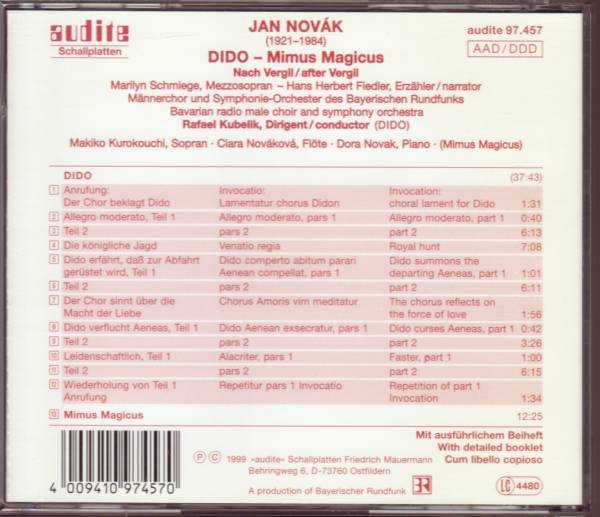 audite
Schallplatten
JAN NOVÁK
(1921–1984)
audite 97.457
AAD/DDD
DIDO – Mimus Magicus
Nach Vergil/after Vergil
Marilyn Schmiege, Mezzosopran – Hans Herbert Fiedler, Erzähler/narrator
Männerchor und Symphonie-Orchester des Bayerischen Rundfunks
Bavarian radio male choir and symphony orchestra
Rafael Kubelik, Dirigent/conductor (DIDO)
Makiko Kurokouchi, Sopran · Clara Nováková, Flöte · Dora Novak, Piano · (Mimus Magicus)
DIDO (37:43)
1 Anrufung: Invocatio: Invocation:
Der Chor beklagt Dido Lamentatur chorus Didon choral lament for Dido 1:31
2 Allegro moderato, Teil 1 Allegro moderato, pars 1 Allegro moderato, part 1 0:40
3 Teil 2 pars 2 part 2 6:13
4 Die königliche Jagd Venatio regia Royal hunt 7:08
5 Dido erfährt, daß zur Abfahrt Dido comperto abitum parari Dido summons the
gerüstet wird, Teil 1 Aenean compellat, pars 1 departing Aeneas, part 1 1:01
6 Teil 2 pars 2 part 2 6:11
7 Der Chor sinnt über die Chorus Amoris vim meditatur The chorus reflects on
Macht der Liebe the force of love 1:56
8 Dido verflucht Aeneas, Teil 1 Dido Aenean exsecratur, pars 1 Dido curses Aeneas, part 1 0:42
9 Teil 2 pars 2 part 2 3:26
10 Leidenschaftlich, Teil 1 Alacriter, pars 1 Faster, part 1 1:00
11 Teil 2 pars 2 part 2 6:15
12 Wiederholung von Teil 1 Repetitur pars 1 Invocatio Repetition of part 1
Anrufung Invocation 1:34
13 Mimus Magicus 12:25
4 009410 974570
Ⓟ Ⓒ 1999 »audite« Schallplatten Friedrich Mauermann
Behringweg 6, D-73760 Ostfildern
A production of Bayerischer Rundfunk BR
Mit ausführlichem Beiheft
With detailed booklet
Cum libello copioso
LC 4480